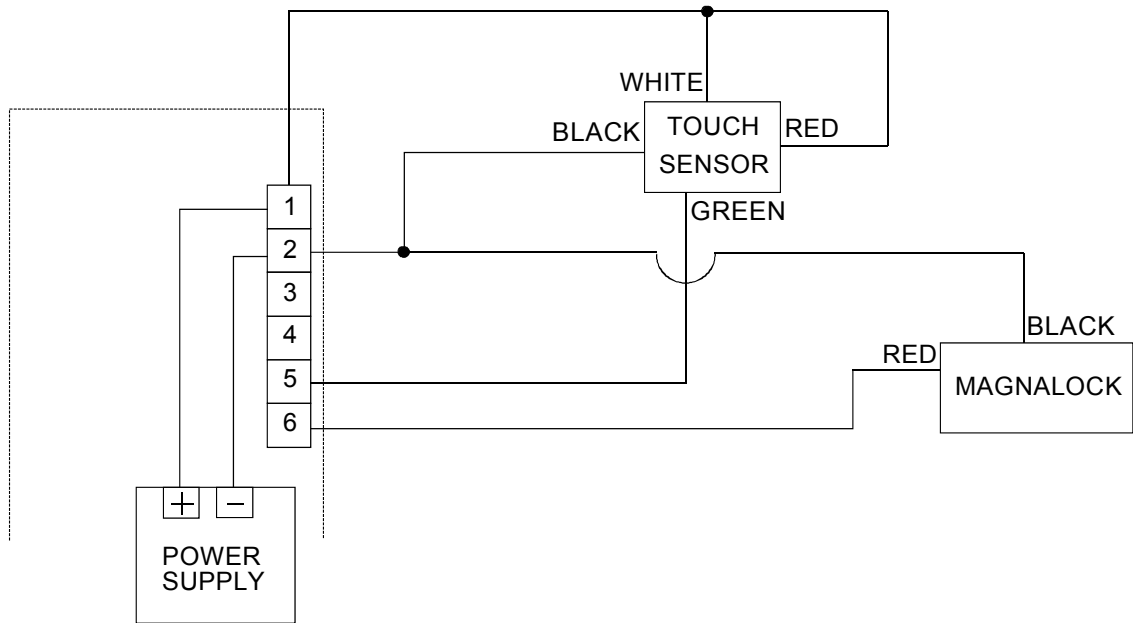 WHITE
BLACK
TOUCH
SENSOR
RED
GREEN
1
2
3
4
5
6
BLACK
RED
MAGNALOCK
+
-
POWER
SUPPLY